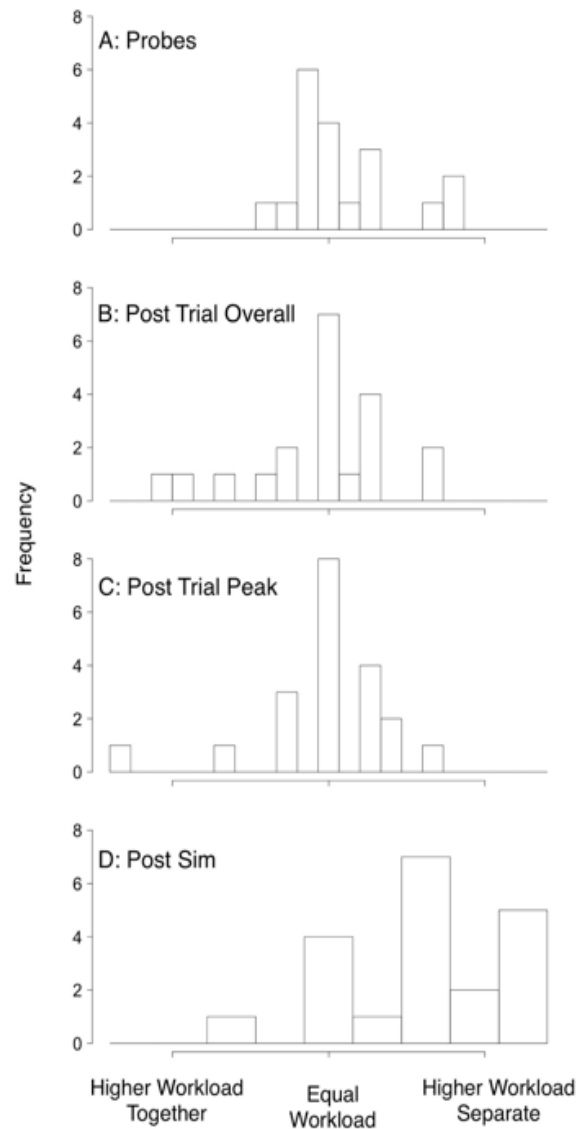 8
A: Probes
6
4
2
0
8
B: Post Trial Overall
6
4
2
0
Frequency
8
C: Post Trial Peak
6
4
2
0
8
D: Post Sim
6
4
2
0
Higher Workload
Together
Equal
Workload
Higher Workload
Separate